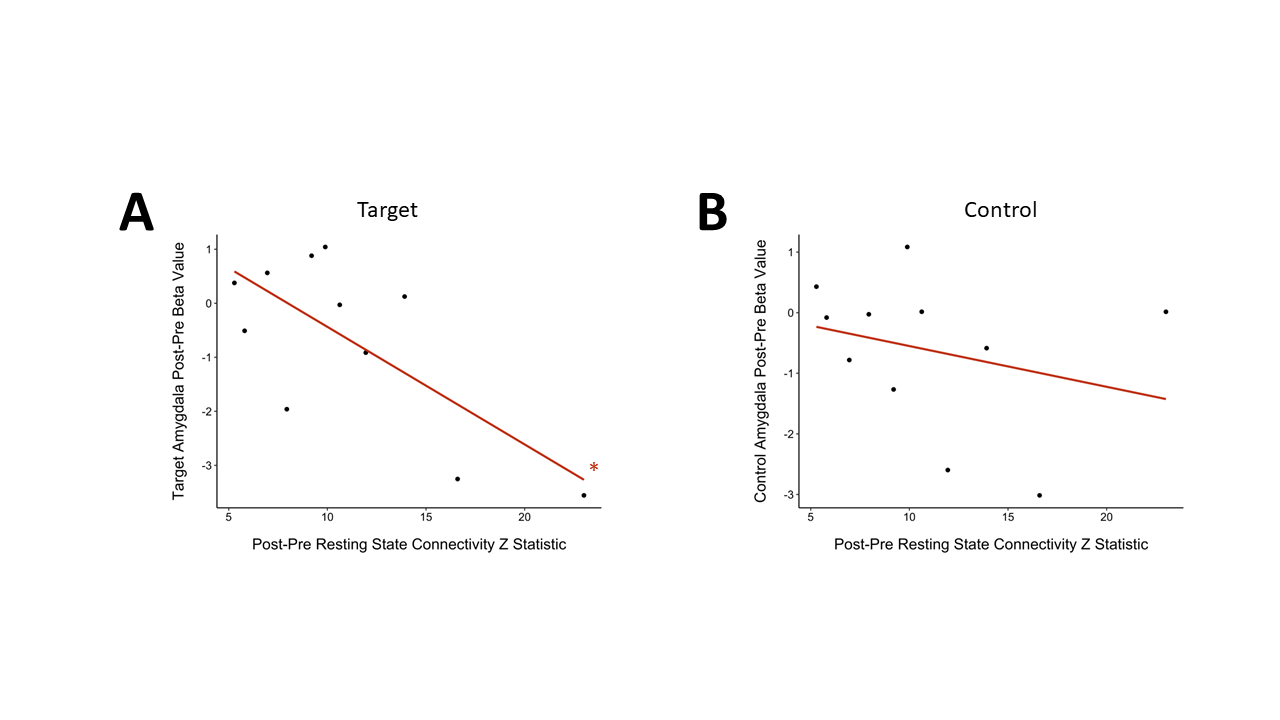 A
Target
Target Amygdala Post-Pre Beta Value
1
0
-1
-2
-3
*
5
10
15
20
Post-Pre Resting State Connectivity Z Statistic
B
Control
Control Amygdala Post-Pre Beta Value
1
0
-1
-2
-3
5
10
15
20
Post-Pre Resting State Connectivity Z Statistic